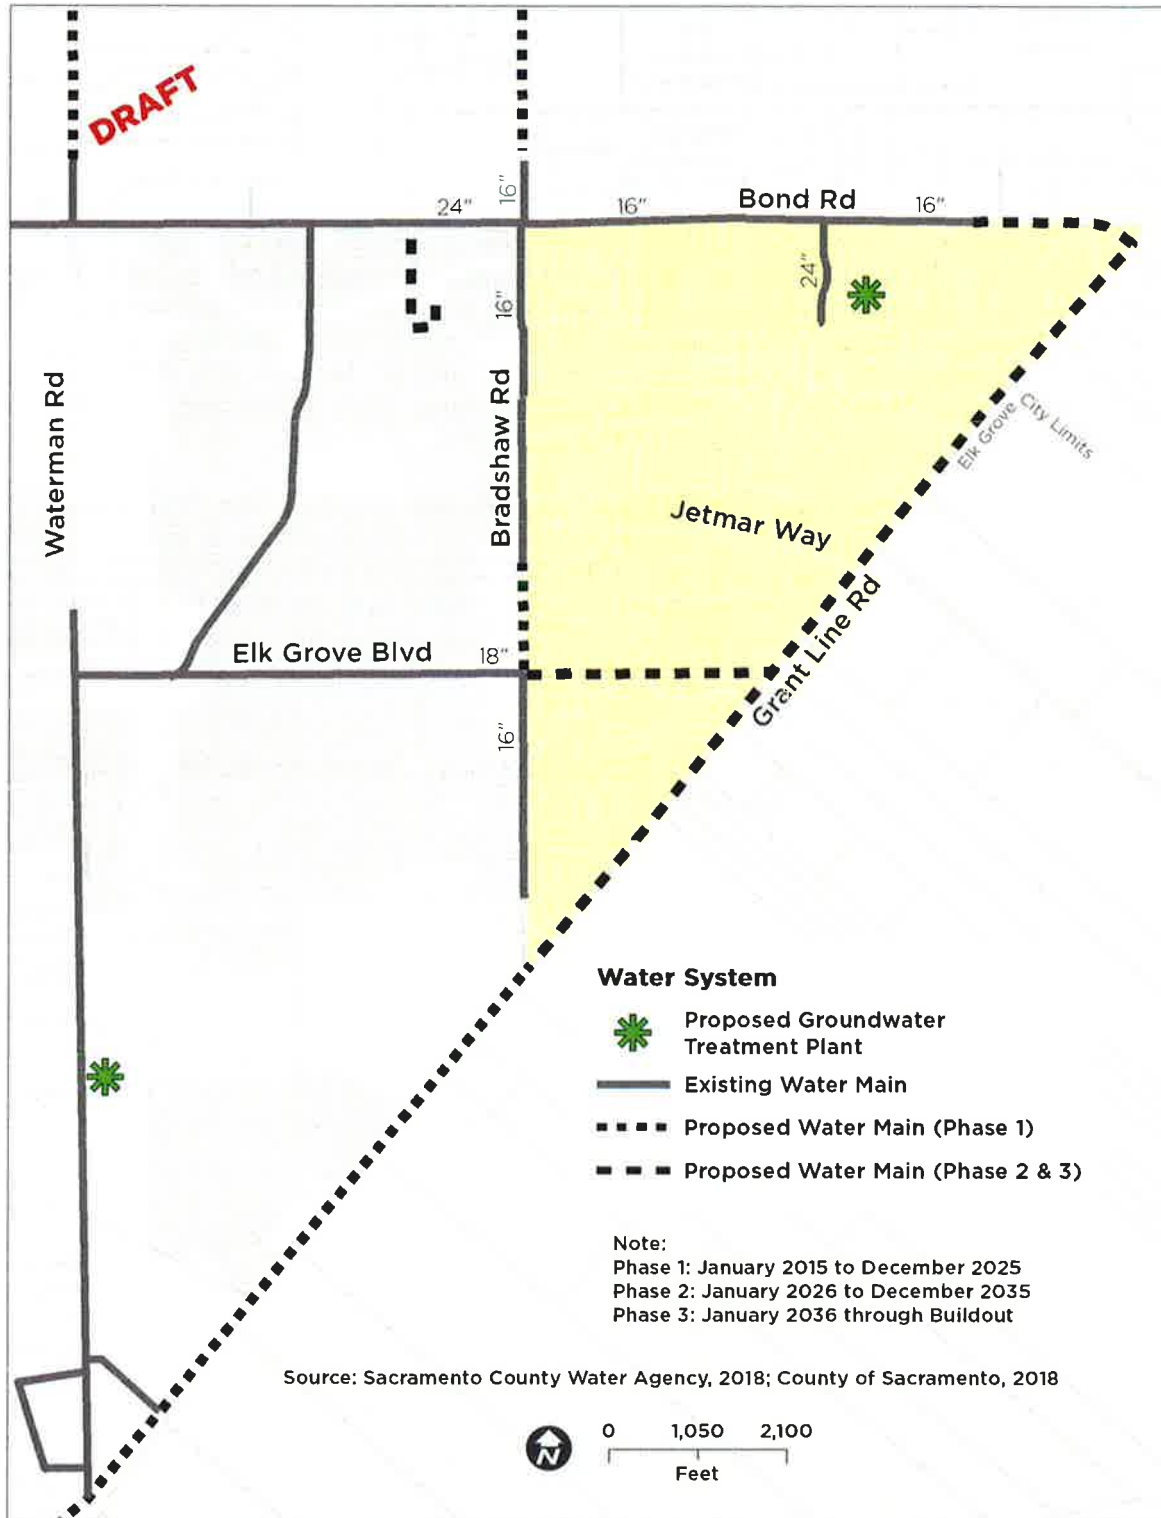 DRAFT
16"
24"
16"
Bond Rd
16"
24"
16"
Waterman Rd
Bradshaw Rd
Elk Grove City Limits
Jetmar Way
Grant Line Rd
Elk Grove Blvd
18"
16"
Water System
Proposed Groundwater
Treatment Plant
Existing Water Main
Proposed Water Main (Phase 1)
Proposed Water Main (Phase 2 & 3)
Note:
Phase 1: January 2015 to December 2025
Phase 2: January 2026 to December 2035
Phase 3: January 2036 through Buildout
Source: Sacramento County Water Agency, 2018; County of Sacramento, 2018
N
0 1,050 2,100
Feet